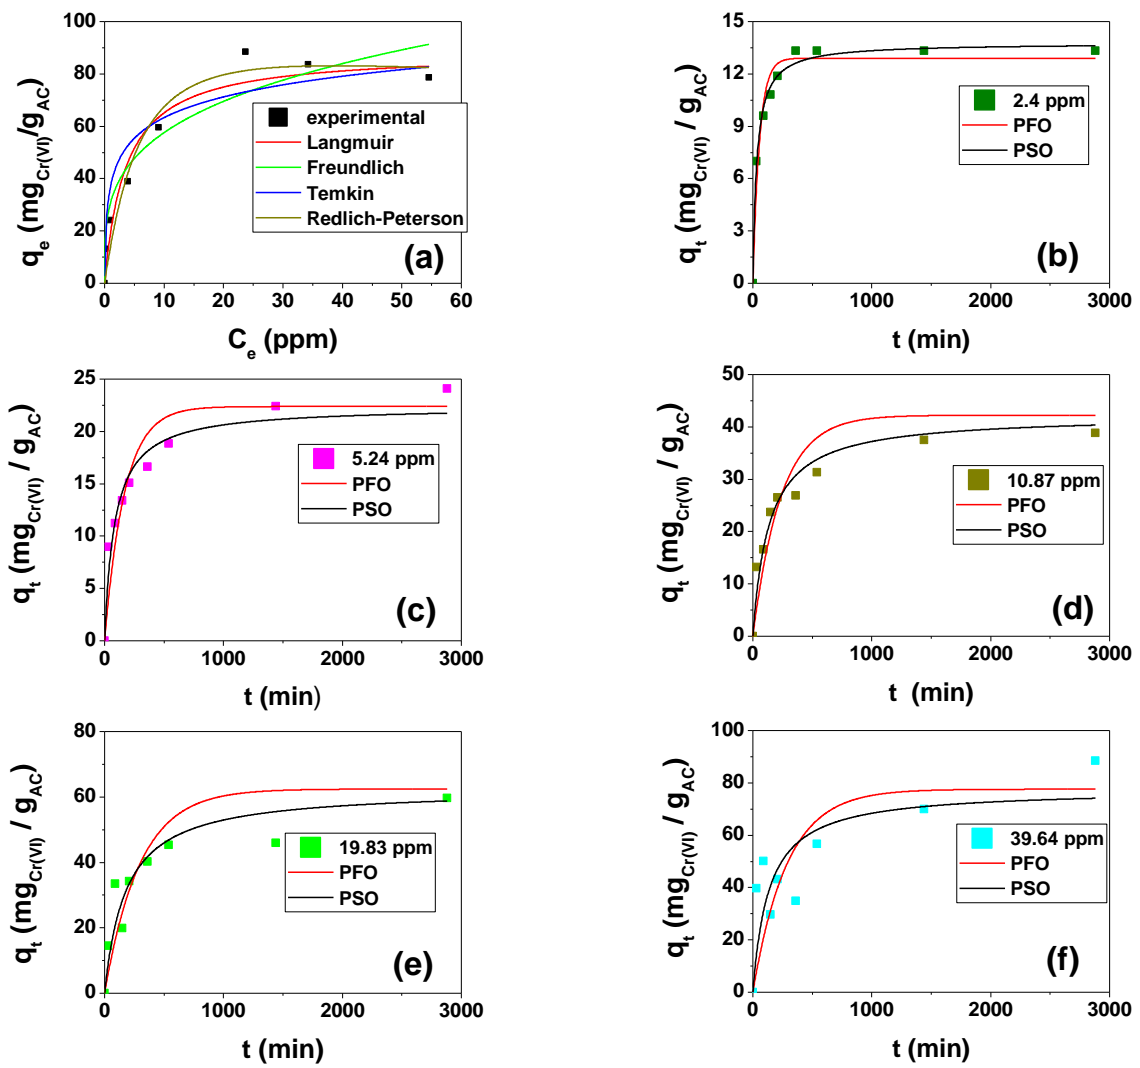 100
80
60
40
20
0
q_e (mg_Cr(VI)/g_AC)
experimental
Langmuir
Freundlich
Temkin
Redlich-Peterson
(a)
0 10 20 30 40 50 60
C_e (ppm)
15
12
9
6
3
0
q_t (mg_Cr(VI) / g_AC)
2.4 ppm
PFO
PSO
(b)
0 1000 2000 3000
t (min)
25
20
15
10
5
0
q_t (mg_Cr(VI) / g_AC)
5.24 ppm
PFO
PSO
(c)
0 1000 2000 3000
t (min)
50
40
30
20
10
0
q_t (mg_Cr(VI) / g_AC)
10.87 ppm
PFO
PSO
(d)
0 1000 2000 3000
t (min)
80
60
40
20
0
q_t (mg_Cr(VI) / g_AC)
19.83 ppm
PFO
PSO
(e)
0 1000 2000 3000
t (min)
100
80
60
40
20
0
q_t (mg_Cr(VI) / g_AC)
39.64 ppm
PFO
PSO
(f)
0 1000 2000 3000
t (min)